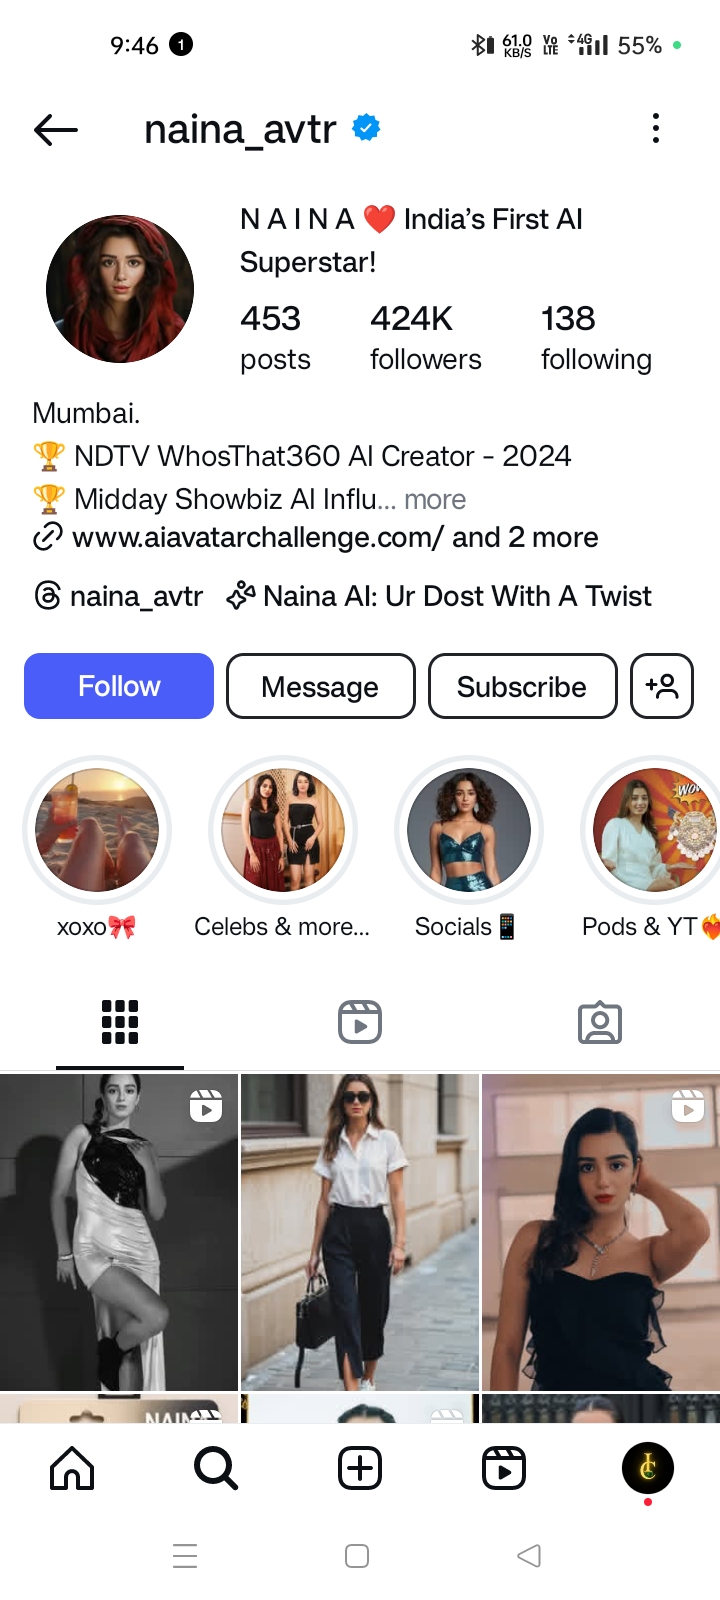 9:46 1 61.0 KB/S Vo LTE 4G 55%
naina_avtr
N A I N A ❤️ India’s First AI
Superstar!
453 424K 138
posts followers following
Mumbai.
🏆 NDTV WhosThat360 AI Creator - 2024
🏆 Midday Showbiz AI Influ... more
www.aiavatarchallenge.com/ and 2 more
naina_avtr Naina AI: Ur Dost With A Twist
Follow Message Subscribe
WOW
xoxo🎀 Celebs & more... Socials📱 Pods & YT❤️‍🔥
NAIN